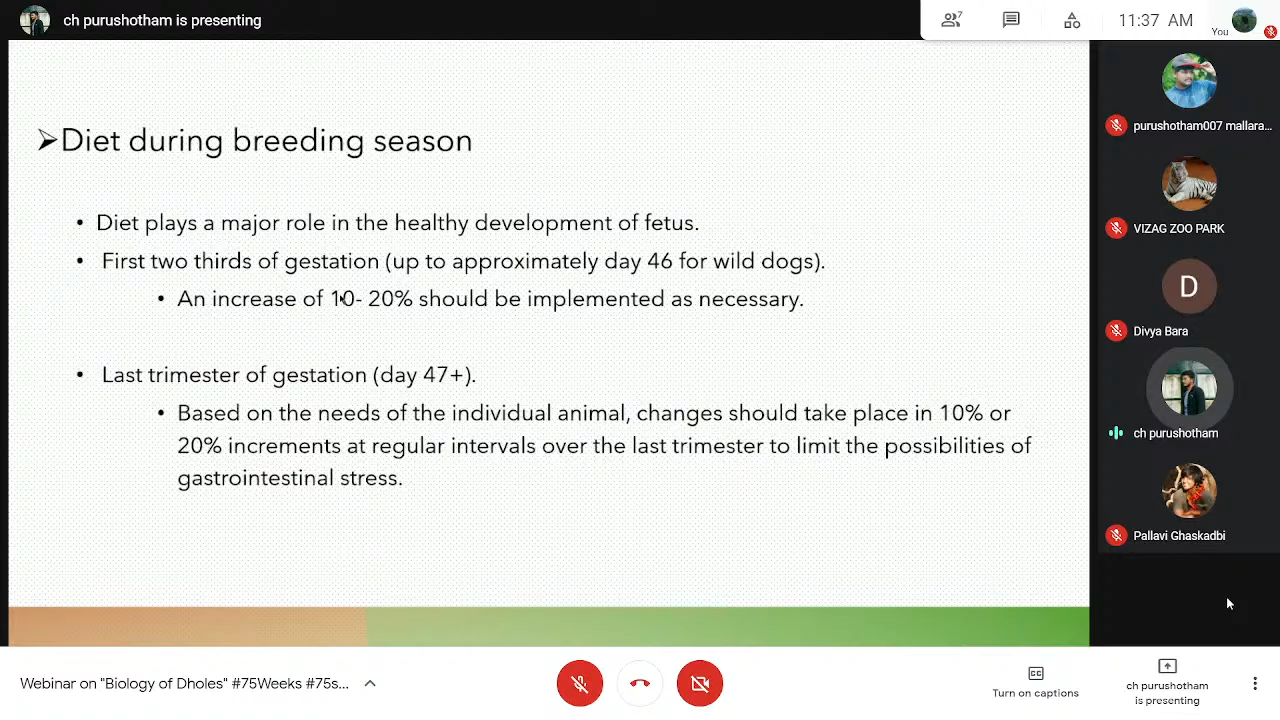 ch purushotham is presenting
7
11:37 AM
You
➢Diet during breeding season
• Diet plays a major role in the healthy development of fetus.
• First two thirds of gestation (up to approximately day 46 for wild dogs).
• An increase of 10- 20% should be implemented as necessary.
• Last trimester of gestation (day 47+).
• Based on the needs of the individual animal, changes should take place in 10% or
20% increments at regular intervals over the last trimester to limit the possibilities of
gastrointestinal stress.
purushotham007 mallara...
VIZAG ZOO PARK
D
Divya Bara
ch purushotham
Pallavi Ghaskadbi
Webinar on "Biology of Dholes" #75Weeks #75s...
CC
Turn on captions
ch purushotham
is presenting